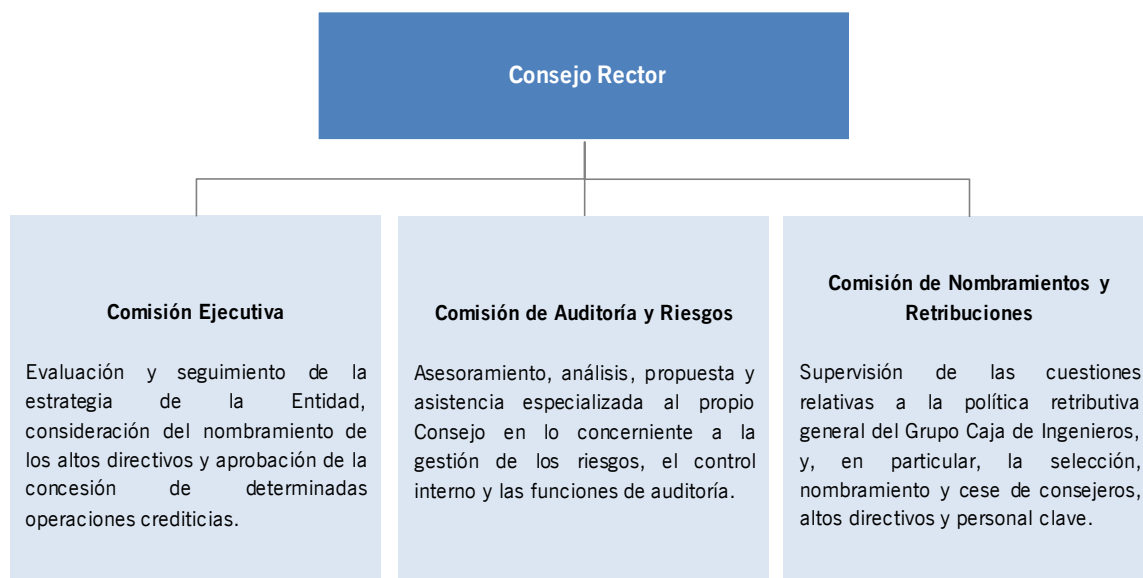 Consejo Rector
Comisión Ejecutiva
Evaluación y seguimiento de la
estrategia de la Entidad,
consideración del nombramiento de
los altos directivos y aprobación de la
concesión de determinadas
operaciones crediticias.
Comisión de Auditoría y Riesgos
Asesoramiento, análisis, propuesta y
asistencia especializada al propio
Consejo en lo concerniente a la
gestión de los riesgos, el control
interno y las funciones de auditoría.
Comisión de Nombramientos y
Retribuciones
Supervisión de las cuestiones
relativas a la política retributiva
general del Grupo Caja de Ingenieros,
y, en particular, la selección,
nombramiento y cese de consejeros,
altos directivos y personal clave.